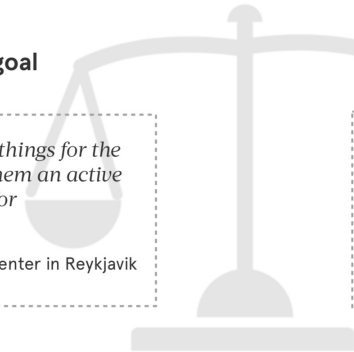 goal
things for the
hem an active
or
enter in Reykjavik